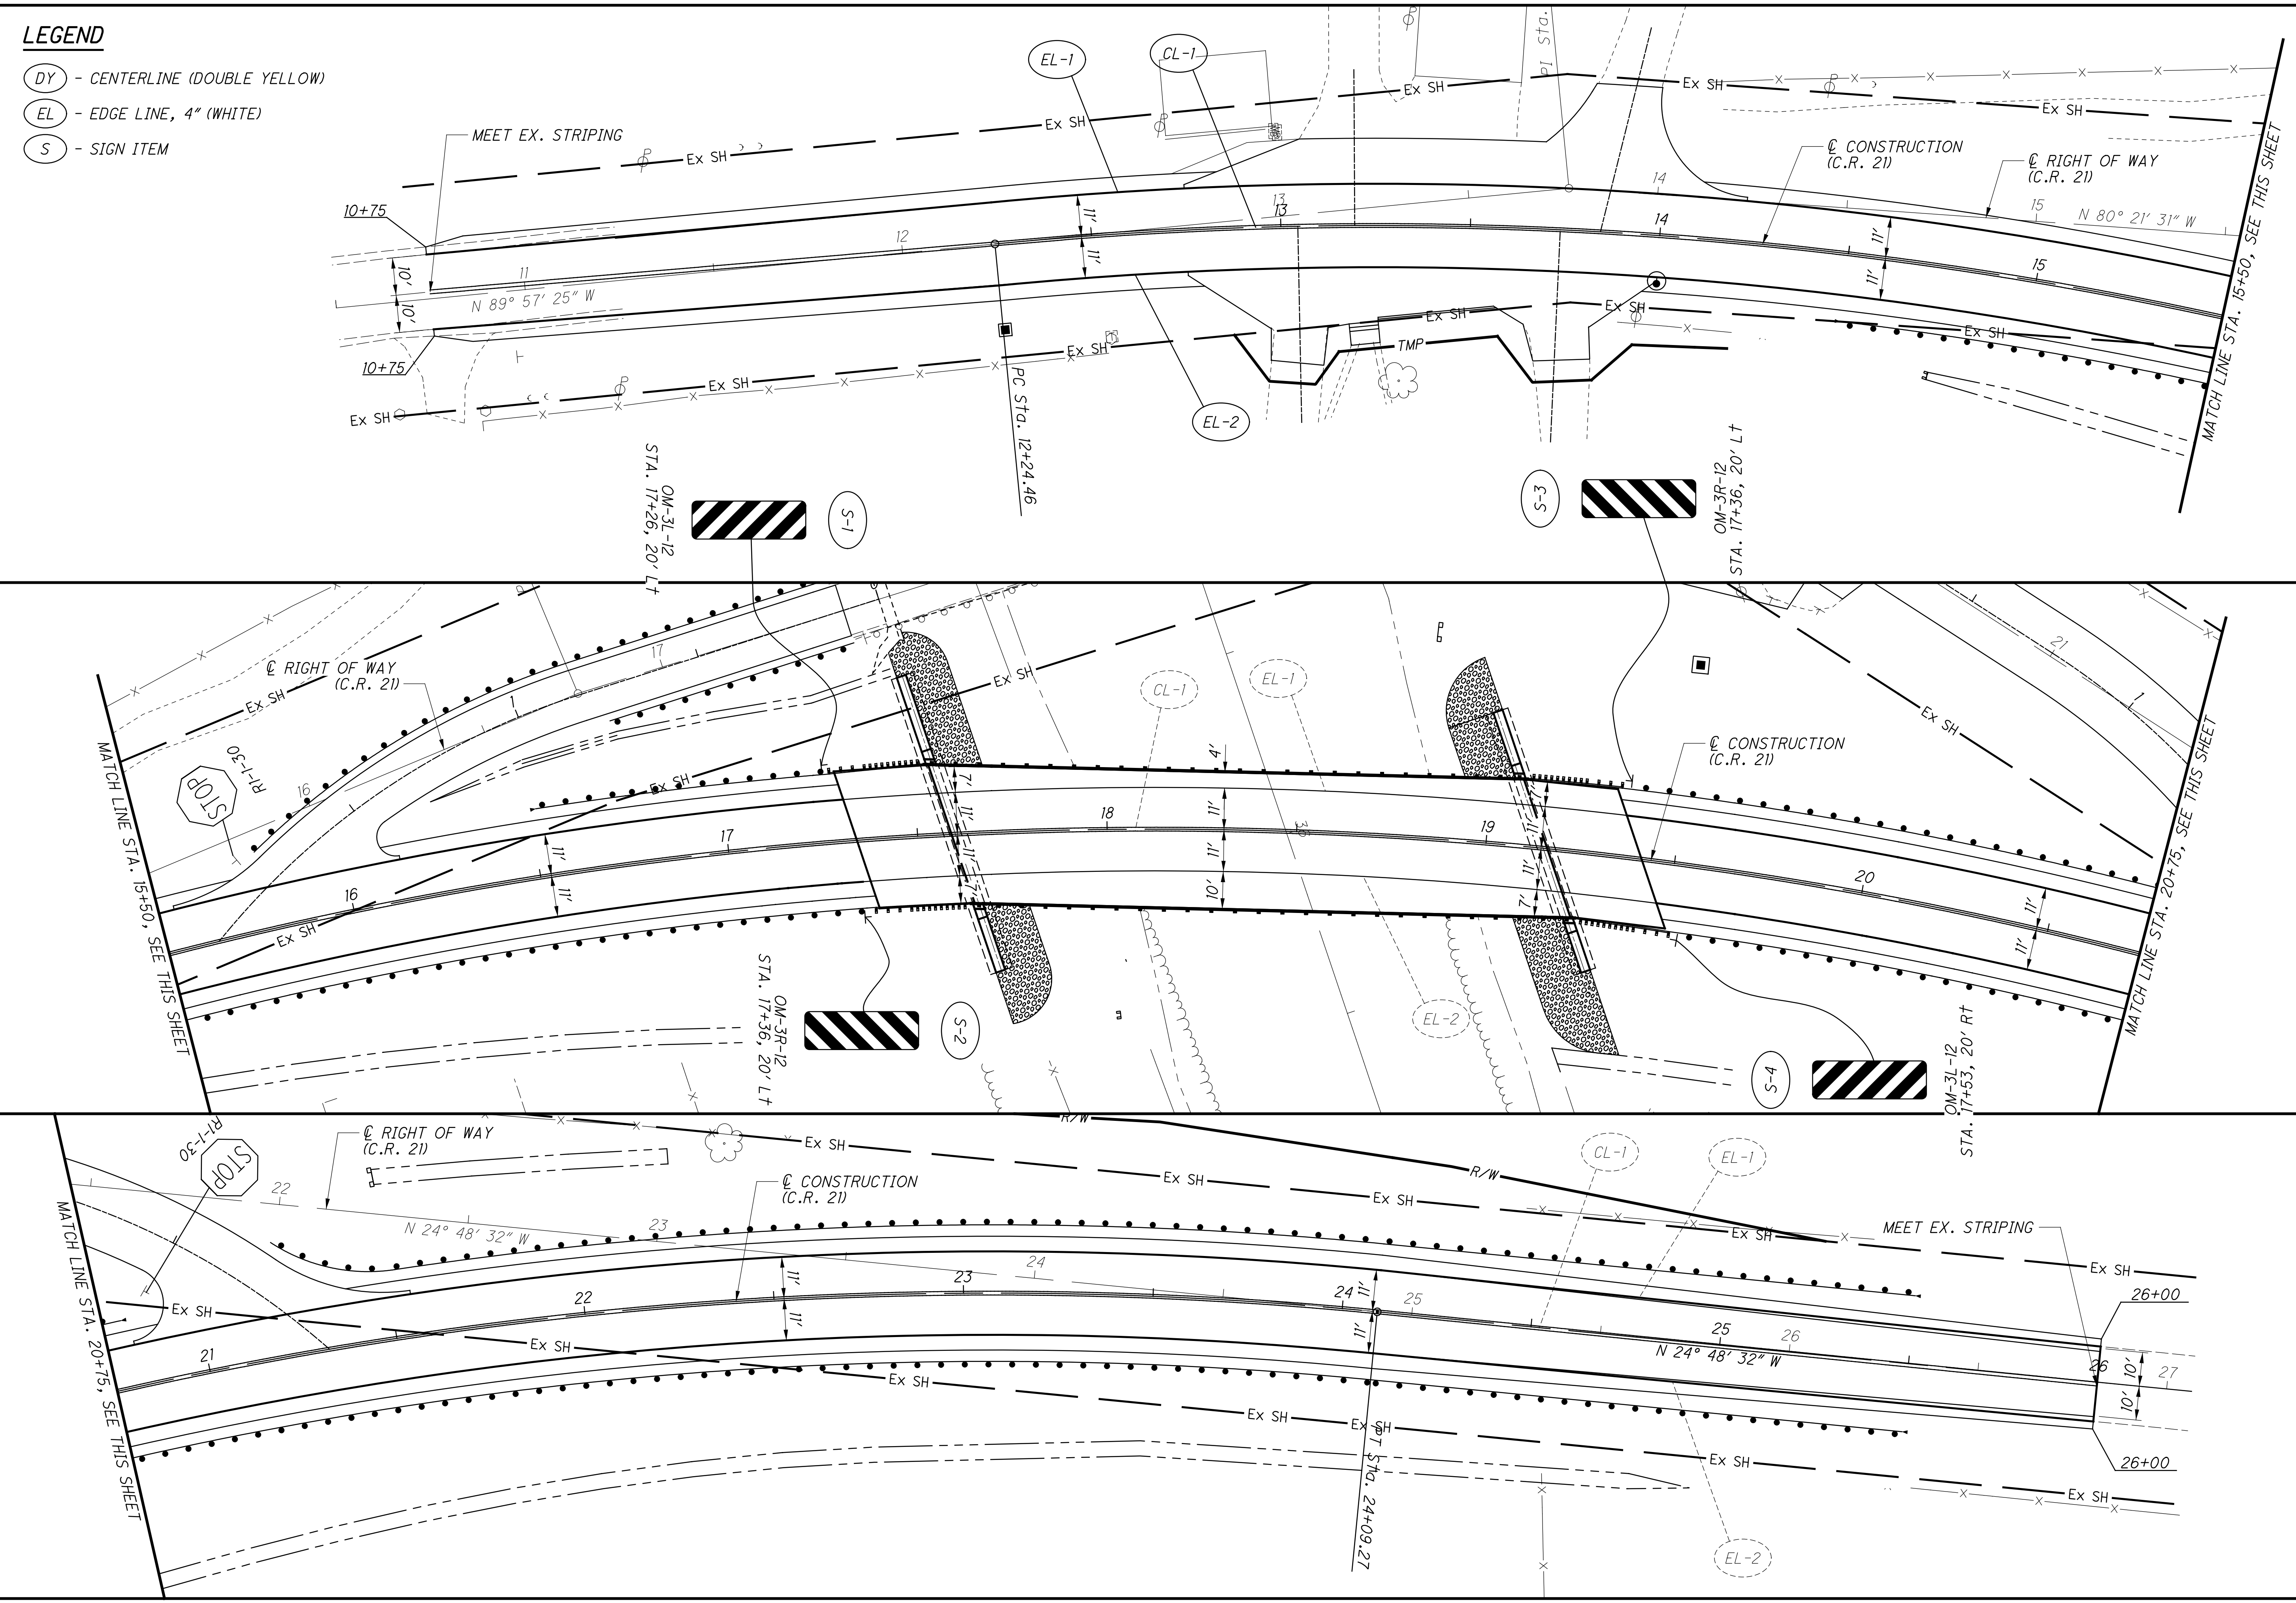 LEGEND
DY - CENTERLINE (DOUBLE YELLOW)
EL - EDGE LINE, 4" (WHITE)
S - SIGN ITEM
MEET EX. STRIPING
EL-1
CL-1
PI Sta.
Ex SH
Ex SH
Ex SH
Ex SH
Ex SH
℄ CONSTRUCTION
(C.R. 21)
℄ RIGHT OF WAY
(C.R. 21)
10+75
11
12
13
13
14
14
15
15
N 80° 21' 31" W
N 89° 57' 25" W
10'
10'
11'
11'
11'
11'
10+75
Ex SH
Ex SH
Ex SH
Ex SH
Ex SH
Ex SH
TMP
PC Sta. 12+24.46
EL-2
MATCH LINE STA. 15+50, SEE THIS SHEET
OM-3L-12
STA. 17+26, 20' Lt
S-1
S-3
OM-3R-12
STA. 17+36, 20' Lt
℄ RIGHT OF WAY
(C.R. 21)
Ex SH
Ex SH
Ex SH
Ex SH
Ex SH
R1-1-30
STOP
16
17
21
CL-1
EL-1
℄ CONSTRUCTION
(C.R. 21)
4'
7'
11'
11'
7'
11'
11'
10'
7'
11'
11'
7'
11'
11'
11'
11'
16
17
18
19
20
MATCH LINE STA. 15+50, SEE THIS SHEET
MATCH LINE STA. 20+75, SEE THIS SHEET
OM-3R-12
STA. 17+36, 20' Lt
S-2
EL-2
S-4
OM-3L-12
STA. 17+53, 20' Rt
R1-1-30
STOP
℄ RIGHT OF WAY
(C.R. 21)
℄ CONSTRUCTION
(C.R. 21)
R/W
R/W
Ex SH
Ex SH
Ex SH
Ex SH
Ex SH
CL-1
EL-1
MEET EX. STRIPING
22
23
24
25
26
27
N 24° 48' 32" W
21
22
23
24
25
26
11'
11'
11'
11'
N 24° 48' 32" W
26+00
10'
10'
26+00
Ex SH
Ex SH
Ex SH
Ex SH
Ex SH
Ex SH
Ex SH
PT Sta. 24+09.27
EL-2
MATCH LINE STA. 20+75, SEE THIS SHEET